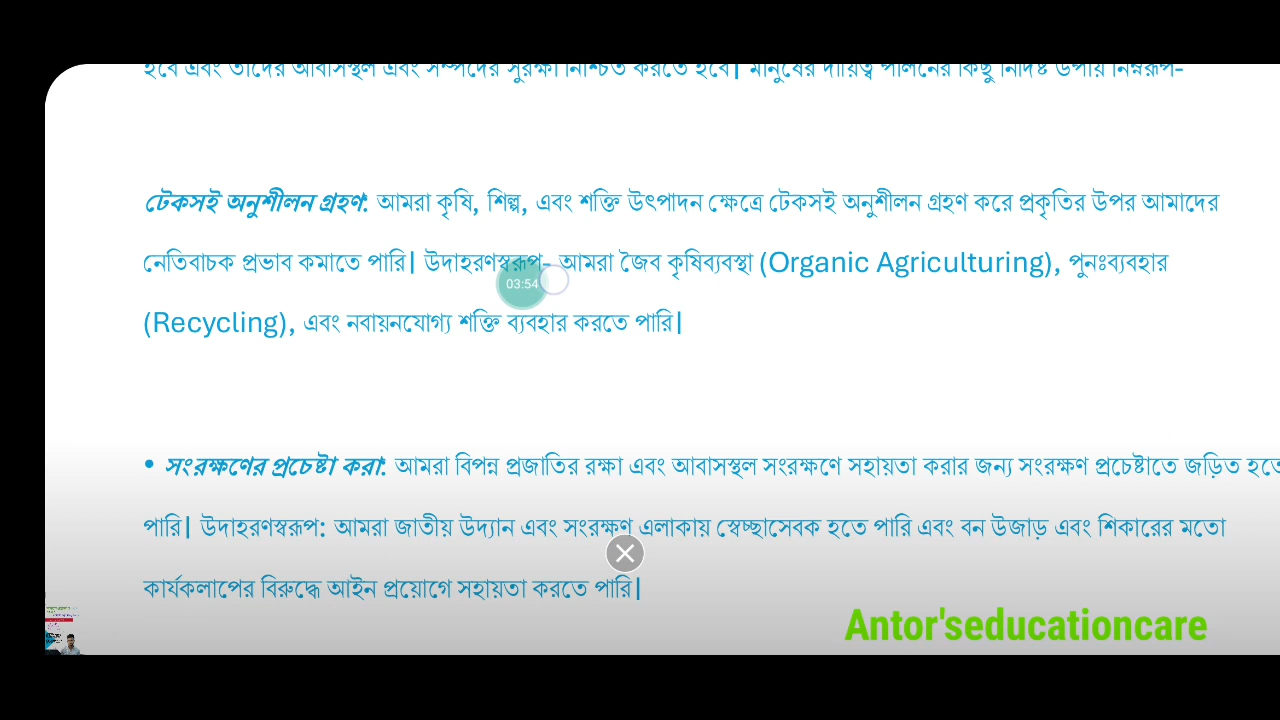 হবে এবং তাদের আবাসস্থল এবং সম্পদের সুরক্ষা নিশ্চিত করতে হবে| মানুষের দায়িত্ব পালনের কিছু নির্দিষ্ট উপায় নিম্নরূপ-
টেকসই অনুশীলন গ্রহণ: আমরা কৃষি, শিল্প, এবং শক্তি উৎপাদন ক্ষেত্রে টেকসই অনুশীলন গ্রহণ করে প্রকৃতির উপর আমাদের
নেতিবাচক প্রভাব কমাতে পারি| উদাহরণস্বরূপ- আমরা জৈব কৃষিব্যবস্থা (Organic Agriculturing), পুনঃব্যবহার
03:54
(Recycling), এবং নবায়নযোগ্য শক্তি ব্যবহার করতে পারি|
• সংরক্ষণের প্রচেষ্টা করা: আমরা বিপন্ন প্রজাতির রক্ষা এবং আবাসস্থল সংরক্ষণে সহায়তা করার জন্য সংরক্ষণ প্রচেষ্টাতে জড়িত হতে
পারি| উদাহরণস্বরূপ: আমরা জাতীয় উদ্যান এবং সংরক্ষণ এলাকায় স্বেচ্ছাসেবক হতে পারি এবং বন উজাড় এবং শিকারের মতো
কার্যকলাপের বিরুদ্ধে আইন প্রয়োগে সহায়তা করতে পারি|
Antor'seducationcare